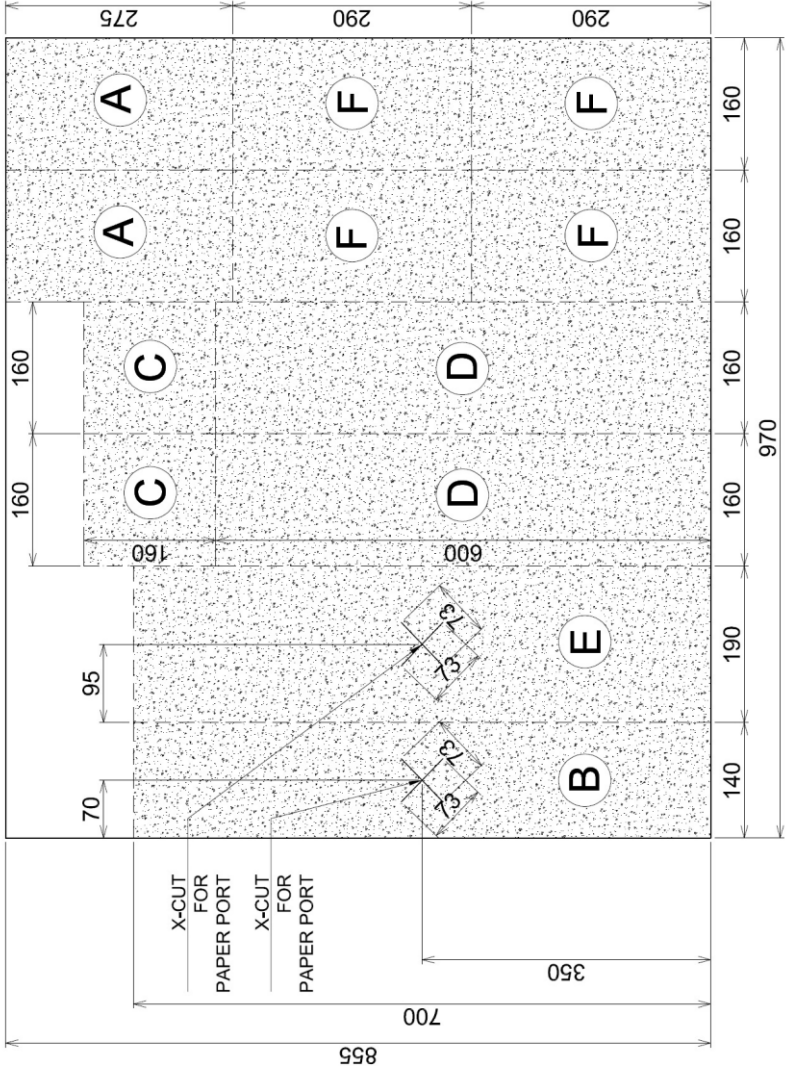 275
290
290
A
F
F
160
A
F
F
160
160
C
D
160
160
C
D
160
160
600
970
95
73
73
E
190
70
73
73
B
140
X-CUT
FOR
PAPER PORT
X-CUT
FOR
PAPER PORT
350
700
855